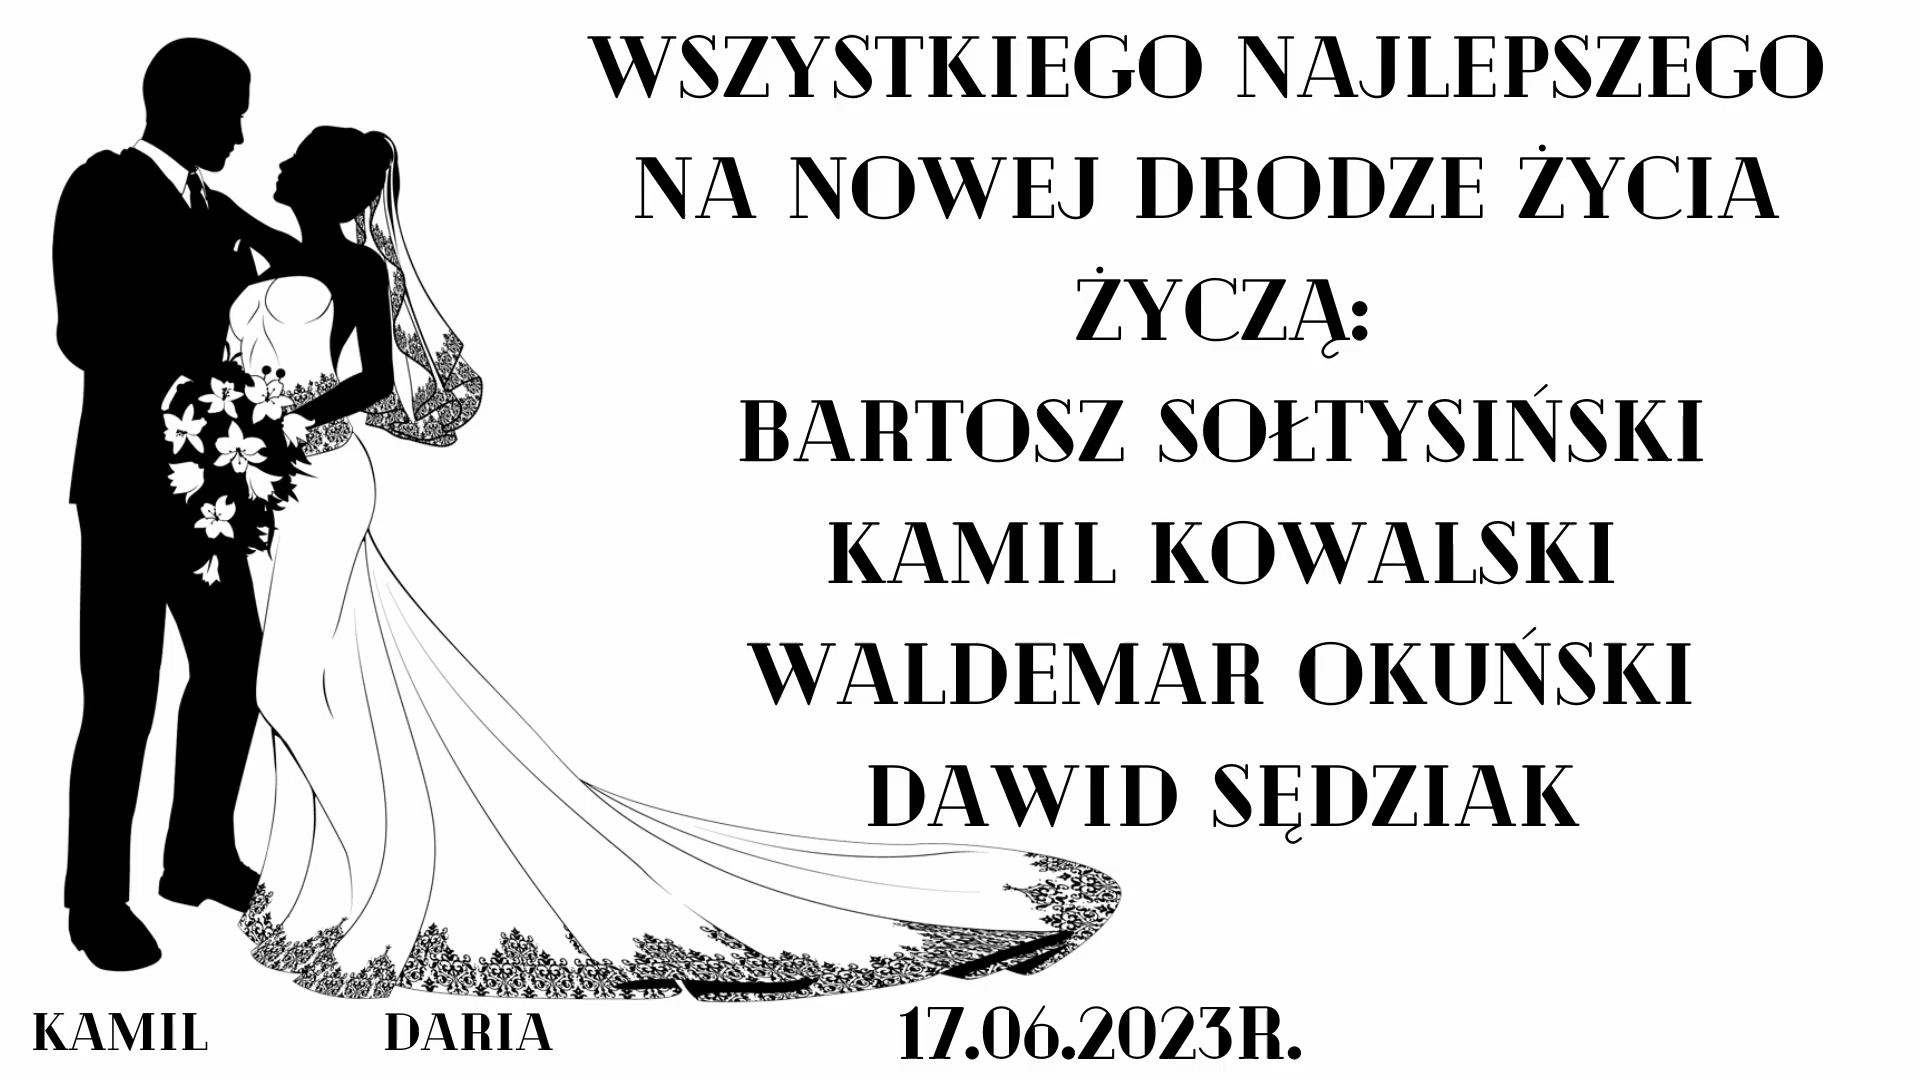 WSZYSTKIEGO NAJLEPSZEGO
NA NOWEJ DRODZE ŻYCIA
ŻYCZĄ:
BARTOSZ SOŁTYSIŃSKI
KAMIL KOWALSKI
WALDEMAR OKUŃSKI
DAWID SĘDZIAK
KAMIL DARIA 17.06.2023R.